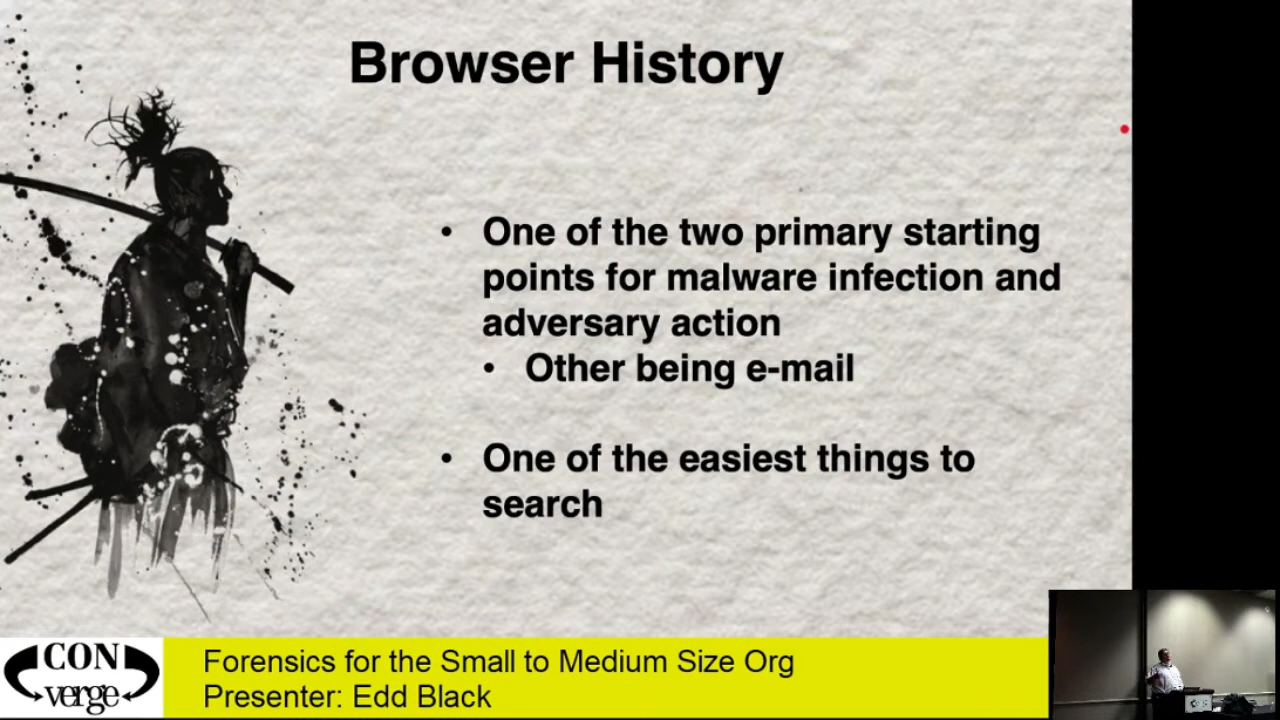 Browser History
• One of the two primary starting
points for malware infection and
adversary action
• Other being e-mail
• One of the easiest things to
search
CON
verge
Forensics for the Small to Medium Size Org
Presenter: Edd Black